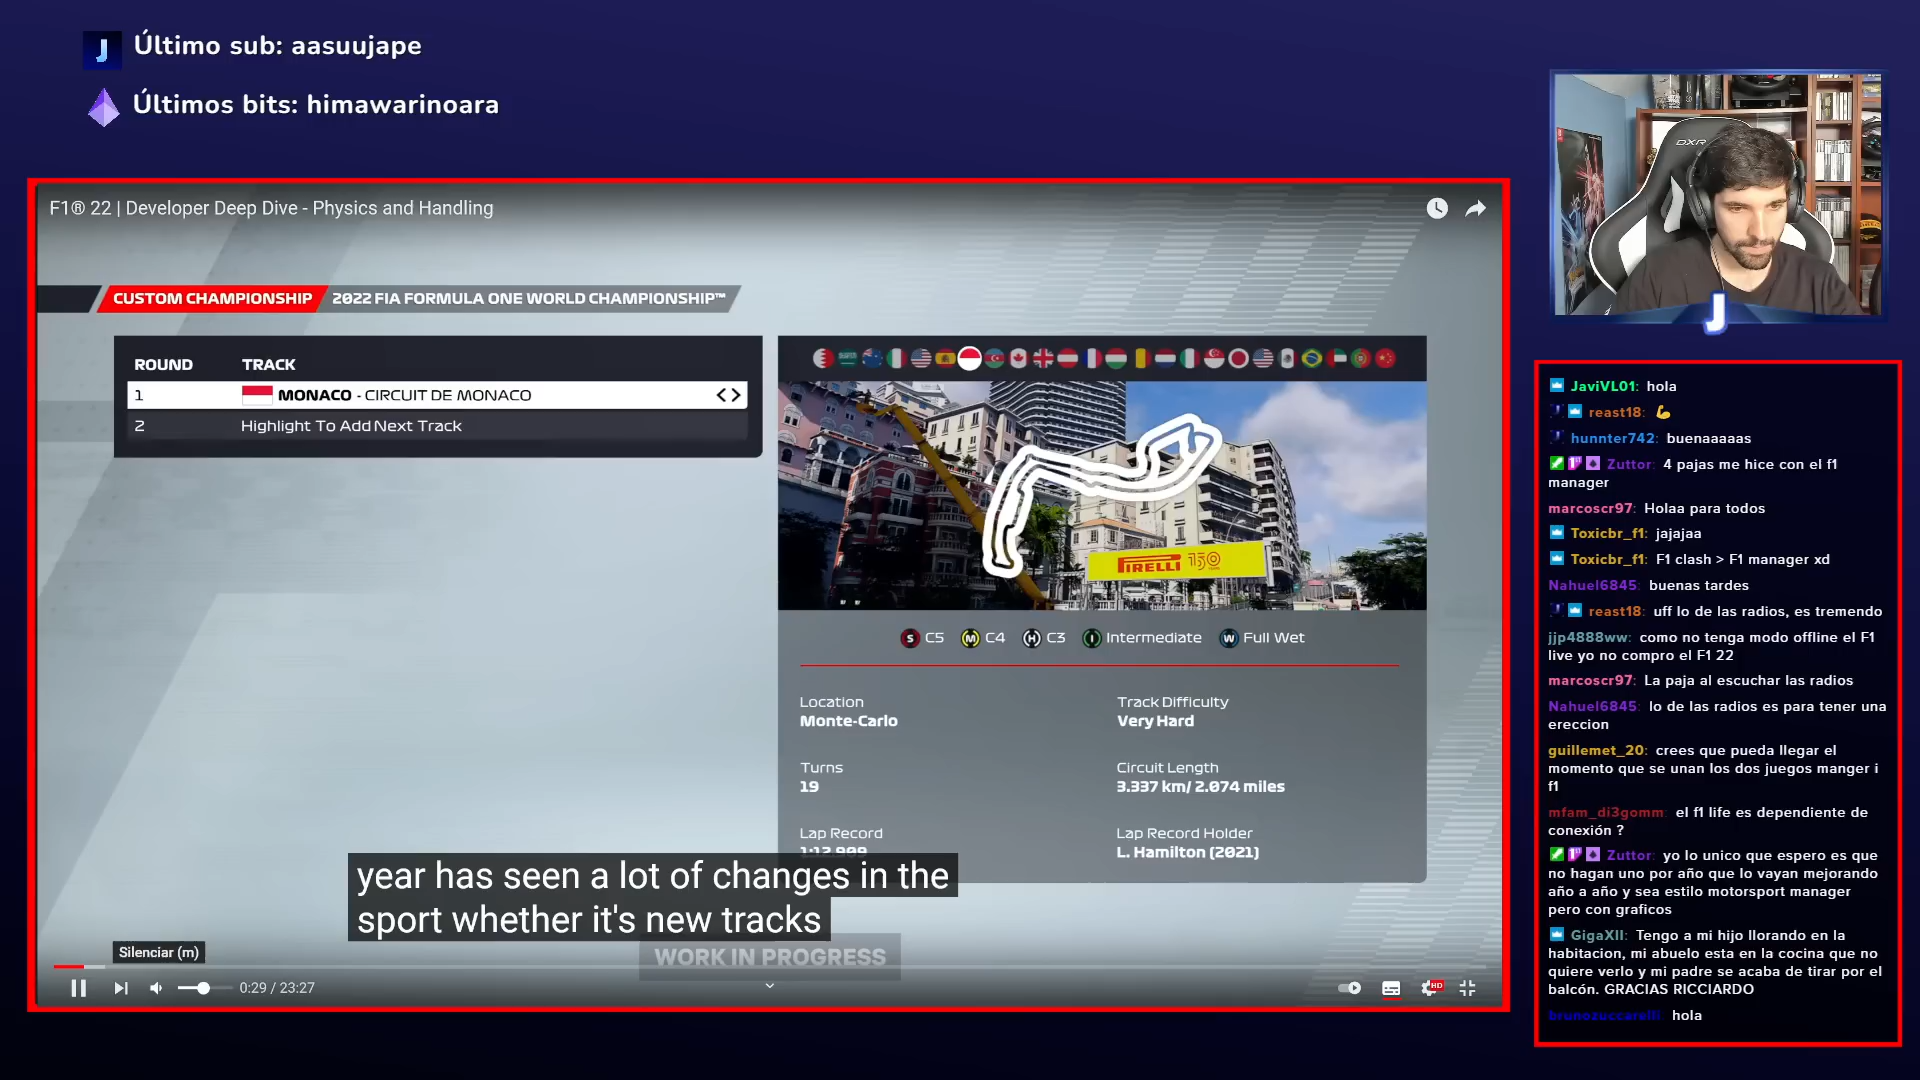 Último sub: aasuujape
Últimos bits: himawarinoara
F1® 22 | Developer Deep Dive - Physics and Handling
CUSTOM CHAMPIONSHIP 2022 FIA FORMULA ONE WORLD CHAMPIONSHIP™
ROUND TRACK
1 MONACO - CIRCUIT DE MONACO
2 Highlight To Add Next Track
PIRELLI 150
S C5 M C4 H C3 I Intermediate W Full Wet
Location
Monte-Carlo
Track Difficulty
Very Hard
Turns
19
Circuit Length
3.337 km/ 2.074 miles
Lap Record
1:12.909
Lap Record Holder
L. Hamilton (2021)
year has seen a lot of changes in the
sport whether it's new tracks
WORK IN PROGRESS
Silenciar (m)
0:29 / 23:27
HD
DXR
J
JaviVL01: hola
reast18: 💪
hunnter742: buenaaaaas
Zuttor: 4 pajas me hice con el f1
manager
marcoscr97: Holaa para todos
Toxicbr_f1: jajajaa
Toxicbr_f1: F1 clash > F1 manager xd
Nahuel6845: buenas tardes
reast18: uff lo de las radios, es tremendo
jjp4888ww: como no tenga modo offline el F1
live yo no compro el F1 22
marcoscr97: La paja al escuchar las radios
Nahuel6845: lo de las radios es para tener una
ereccion
guillemet_20: crees que pueda llegar el
momento que se unan los dos juegos manger i
f1
mfam_di3gomm: el f1 life es dependiente de
conexión ?
Zuttor: yo lo unico que espero es que
no hagan uno por año que lo vayan mejorando
año a año y sea estilo motorsport manager
pero con graficos
GigaXII: Tengo a mi hijo llorando en la
habitacion, mi abuelo esta en la cocina que no
quiere verlo y mi padre se acaba de tirar por el
balcón. GRACIAS RICCIARDO
brunozuccarelli: hola